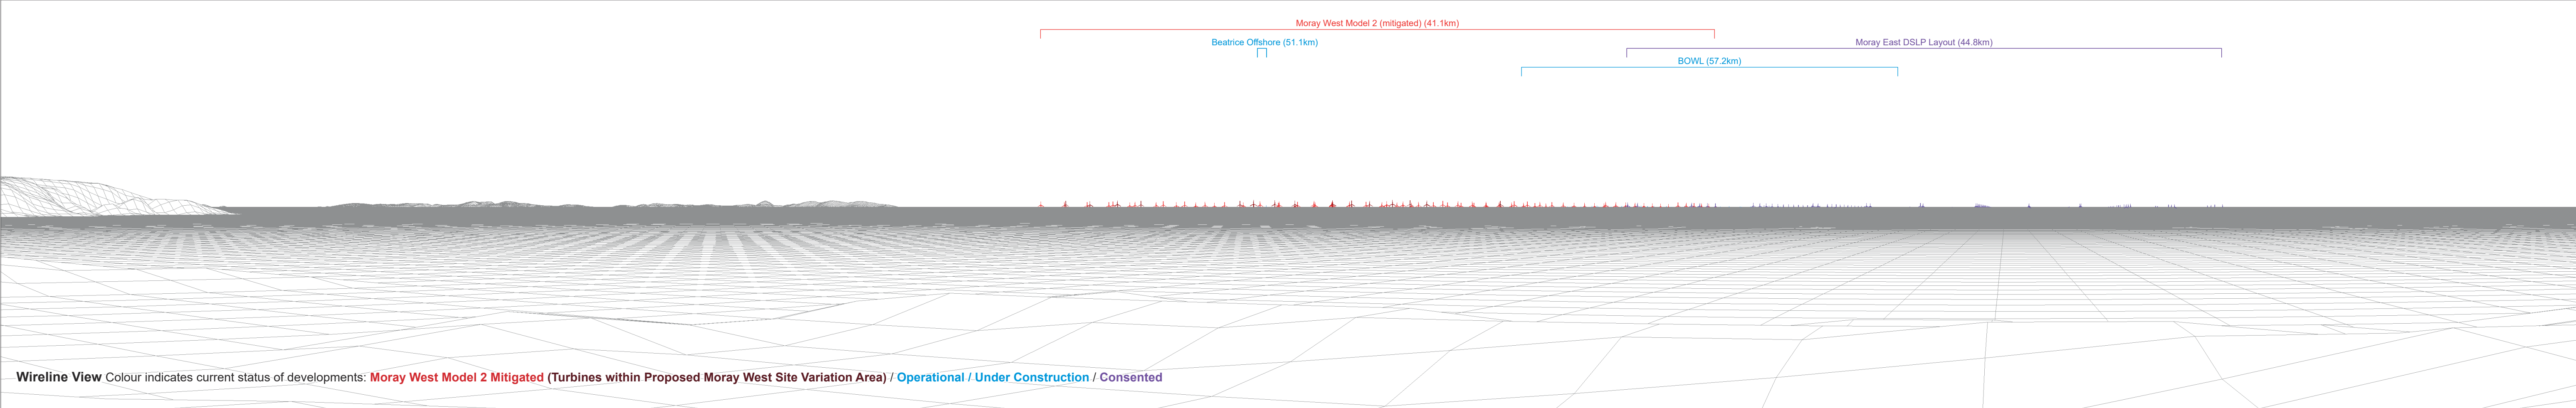 Moray West Model 2 (mitigated) (41.1km)
Beatrice Offshore (51.1km)
Moray East DSLP Layout (44.8km)
BOWL (57.2km)
Wireline View Colour indicates current status of developments: Moray West Model 2 Mitigated (Turbines within Proposed Moray West Site Variation Area) / Operational / Under Construction / Consented